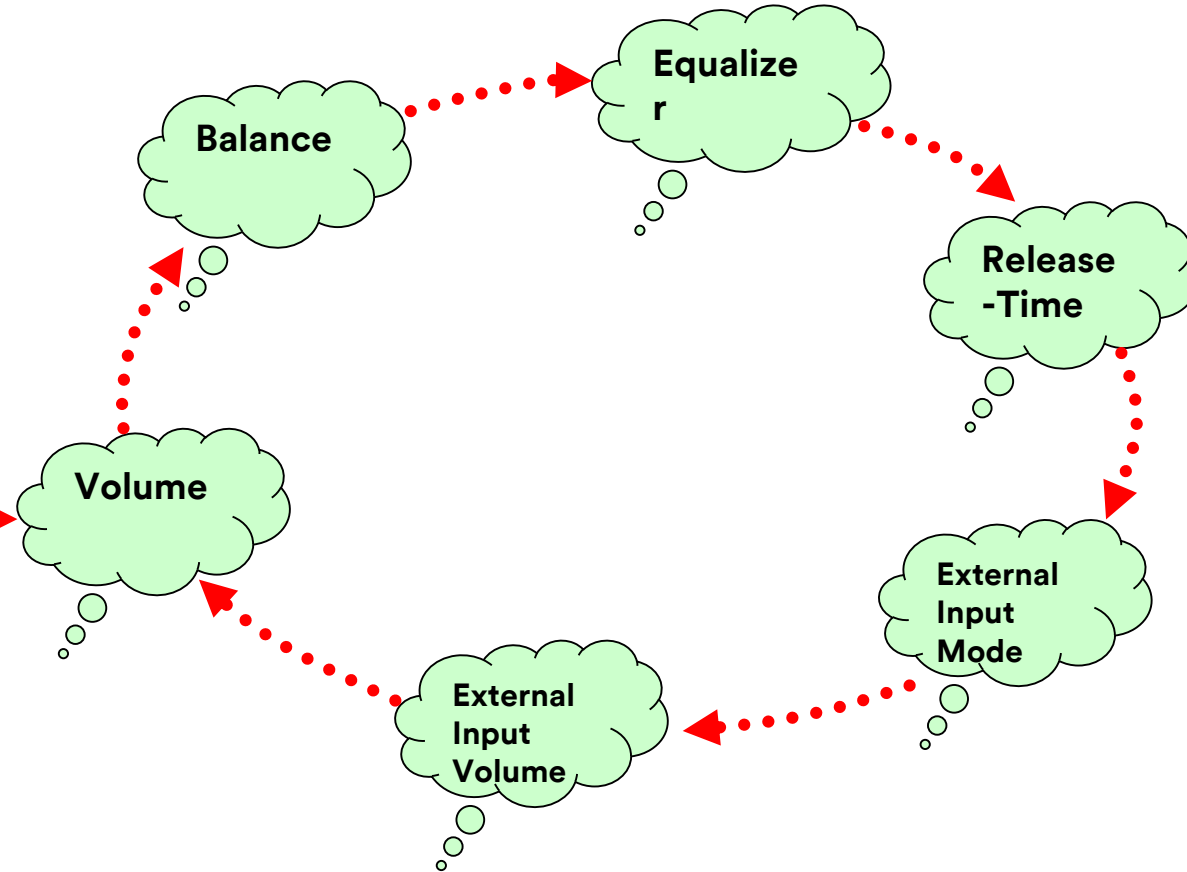 Equalize
r
Balance
Release
-Time
Volume
External
Input
Mode
External
Input
Volume